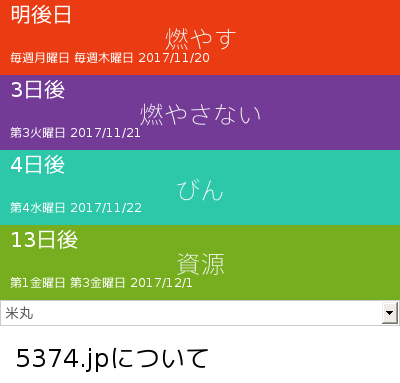 明後日
燃やす
毎週月曜日 毎週木曜日 2017/11/20
3日後
燃やさない
第3火曜日 2017/11/21
4日後
びん
第4水曜日 2017/11/22
13日後
資源
第1金曜日 第3金曜日 2017/12/1
米丸
5374.jpについて